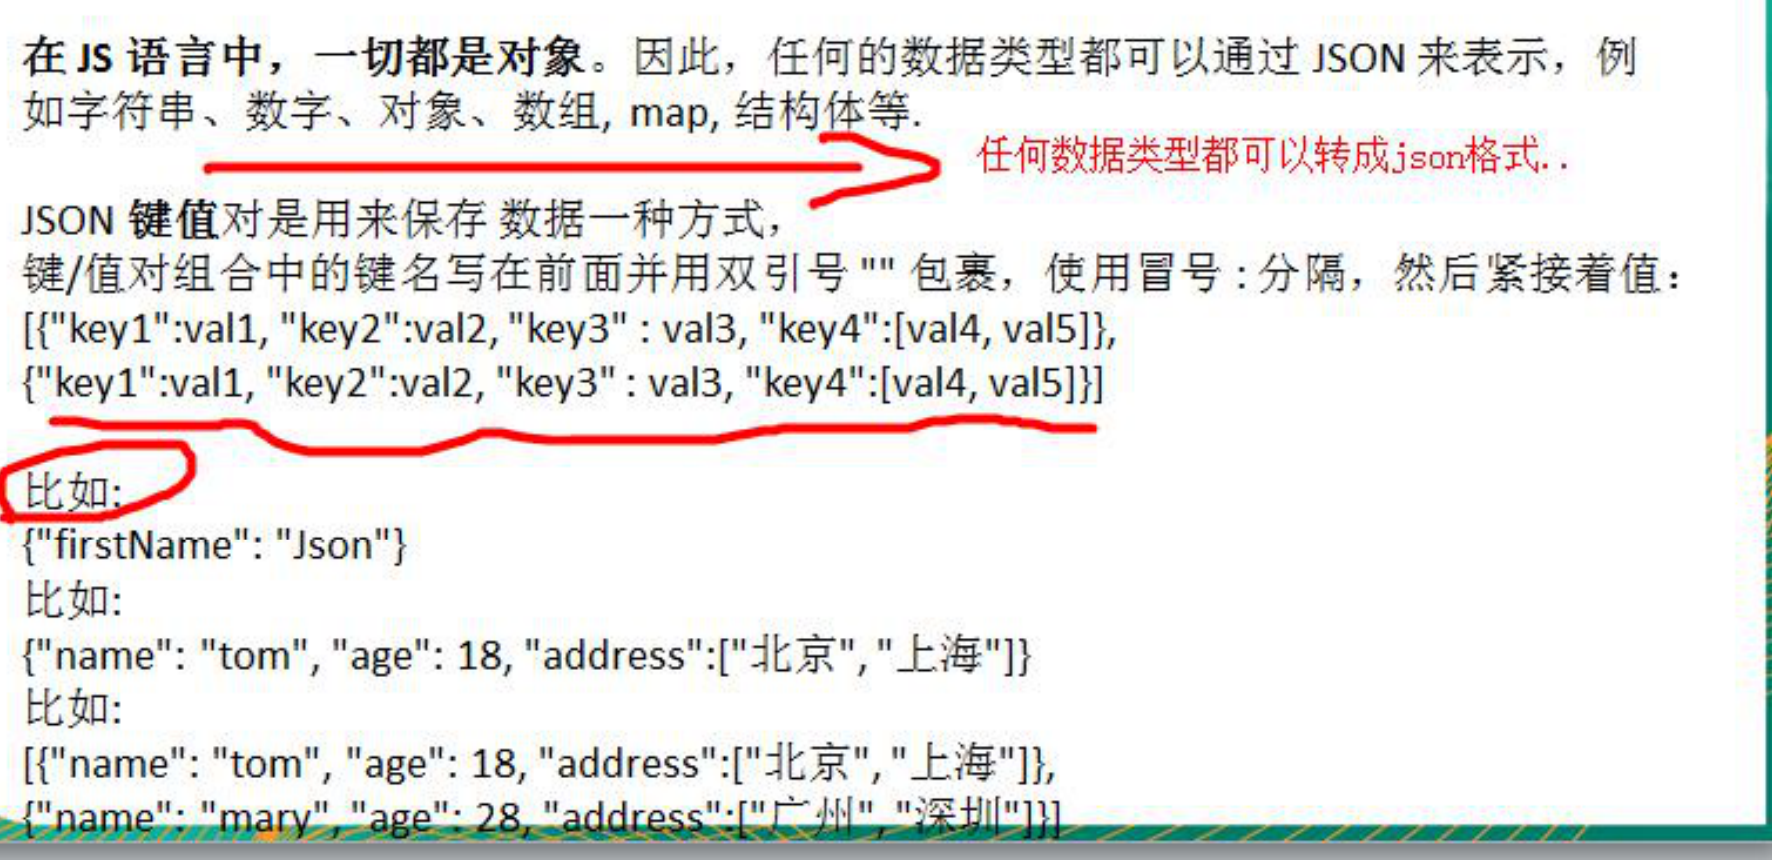 在 JS 语言中，一切都是对象。因此，任何的数据类型都可以通过 JSON 来表示，例
如字符串、数字、对象、数组, map, 结构体等.
任何数据类型都可以转成json格式..
JSON 键值对是用来保存 数据一种方式，
键/值对组合中的键名写在前面并用双引号 "" 包裹，使用冒号 : 分隔，然后紧接着值：
[{"key1":val1, "key2":val2, "key3" : val3, "key4":[val4, val5]},
{"key1":val1, "key2":val2, "key3" : val3, "key4":[val4, val5]}]
比如:
{"firstName": "Json"}
比如:
{"name": "tom", "age": 18, "address":["北京", "上海"]}
比如:
[{"name": "tom", "age": 18, "address":["北京", "上海"]},
{"name": "mary", "age": 28, "address":["广州", "深圳"]}]